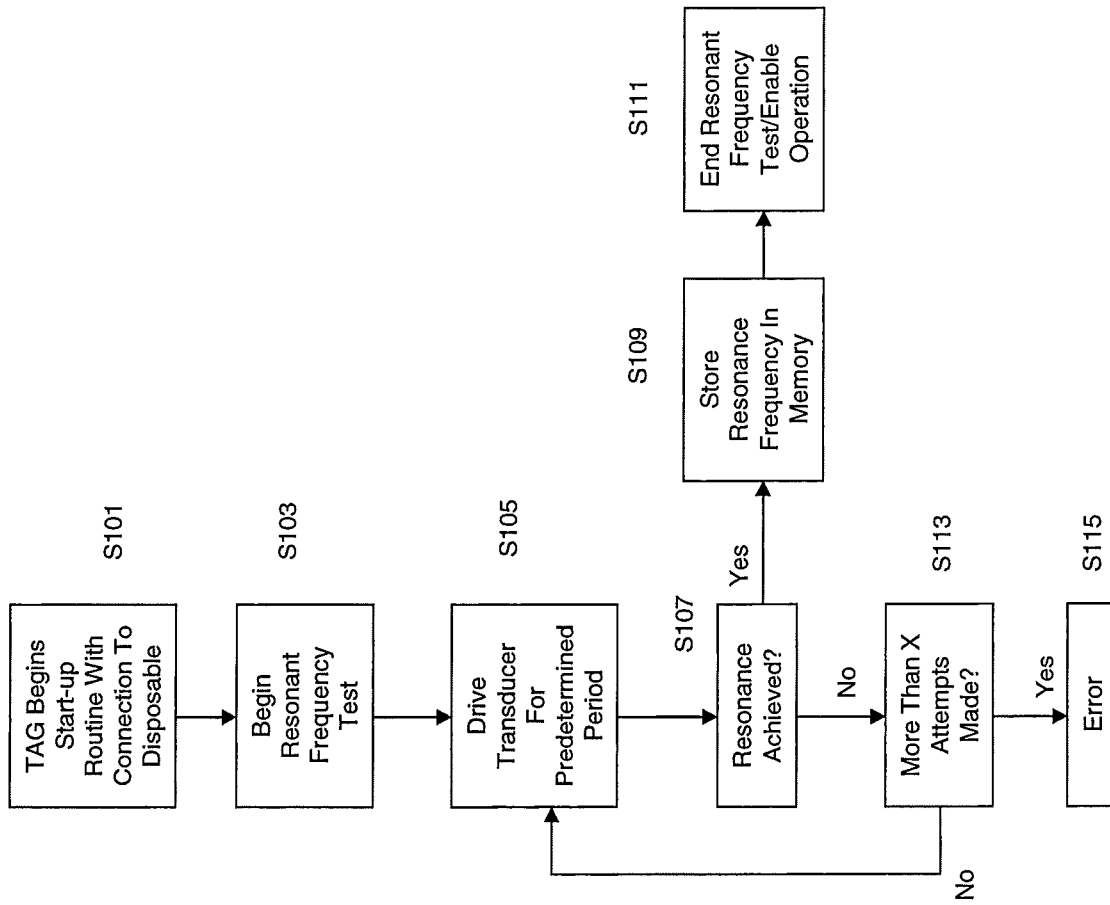 TAG Begins
Start-up
Routine With
Connection To
Disposable
S101
Begin
Resonant
Frequency
Test
S103
Drive
Transducer
For
Predetermined
Period
S105
Resonance
Achieved?
S107
Yes
No
Store
Resonance
Frequency In
Memory
S109
End Resonant
Frequency
Test/Enable
Operation
S111
More Than X
Attempts
Made?
S113
No
Yes
Error
S115